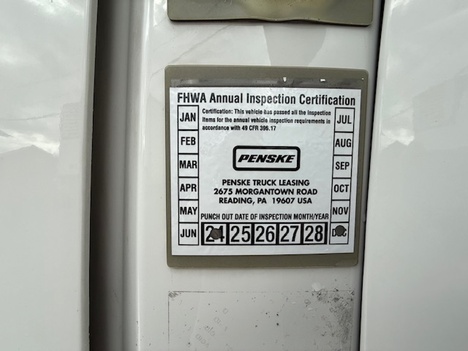 FHWA Annual Inspection Certification
JAN
FEB
MAR
APR
MAY
JUN
Certification: This vehicle has passed all the inspection
items for the annual vehicle inspection requirements in
accordance with 49 CFR 396.17
PENSKE
PENSKE TRUCK LEASING
2675 MORGANTOWN ROAD
READING, PA 19607 USA
PUNCH OUT DATE OF INSPECTION MONTH/YEAR
24 25 26 27 28
JUL
AUG
SEP
OCT
NOV
DEC